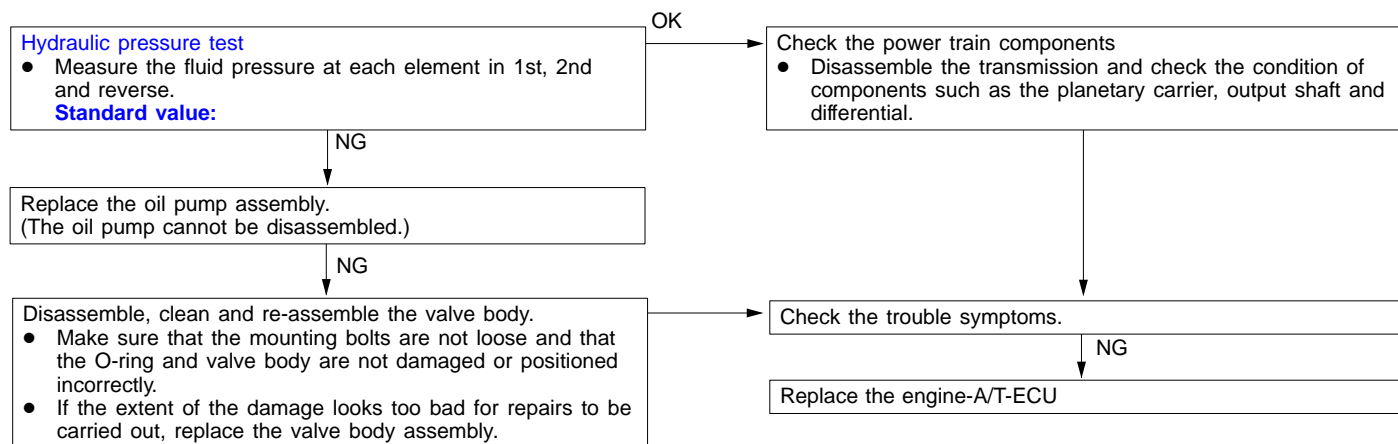 Hydraulic pressure test
● Measure the fluid pressure at each element in 1st, 2nd
and reverse.
Standard value:
OK
Check the power train components
● Disassemble the transmission and check the condition of
components such as the planetary carrier, output shaft and
differential.
NG
Replace the oil pump assembly.
(The oil pump cannot be disassembled.)
NG
Disassemble, clean and re-assemble the valve body.
● Make sure that the mounting bolts are not loose and that
the O-ring and valve body are not damaged or positioned
incorrectly.
● If the extent of the damage looks too bad for repairs to be
carried out, replace the valve body assembly.
Check the trouble symptoms.
NG
Replace the engine-A/T-ECU